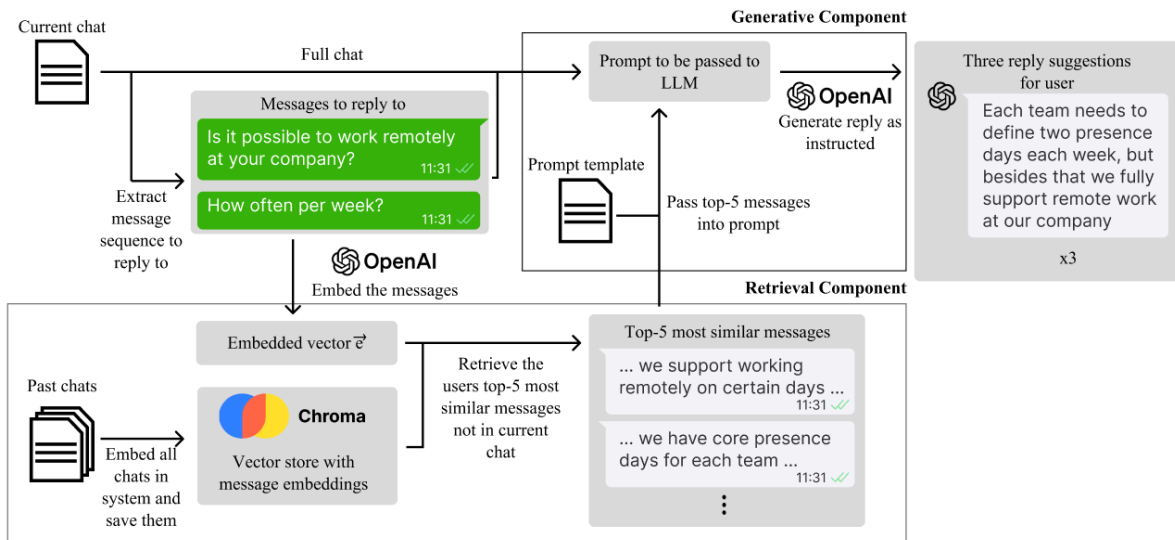 Current chat
Full chat
Messages to reply to
Is it possible to work remotely
at your company?
11:31
How often per week?
11:31
Extract
message
sequence to
reply to
OpenAI
Embed the messages
Generative Component
Prompt to be passed to
LLM
OpenAI
Generate reply as
instructed
Prompt template
Pass top-5 messages
into prompt
Three reply suggestions
for user
Each team needs to
define two presence
days each week, but
besides that we fully
support remote work
at our company
x3
Retrieval Component
Embedded vector e⃗
Past chats
Embed all
chats in
system and
save them
Chroma
Vector store with
message embeddings
Retrieve the
users top-5 most
similar messages
not in current
chat
Top-5 most similar messages
... we support working
remotely on certain days ...
11:31
... we have core presence
days for each team ...
11:31
⋮